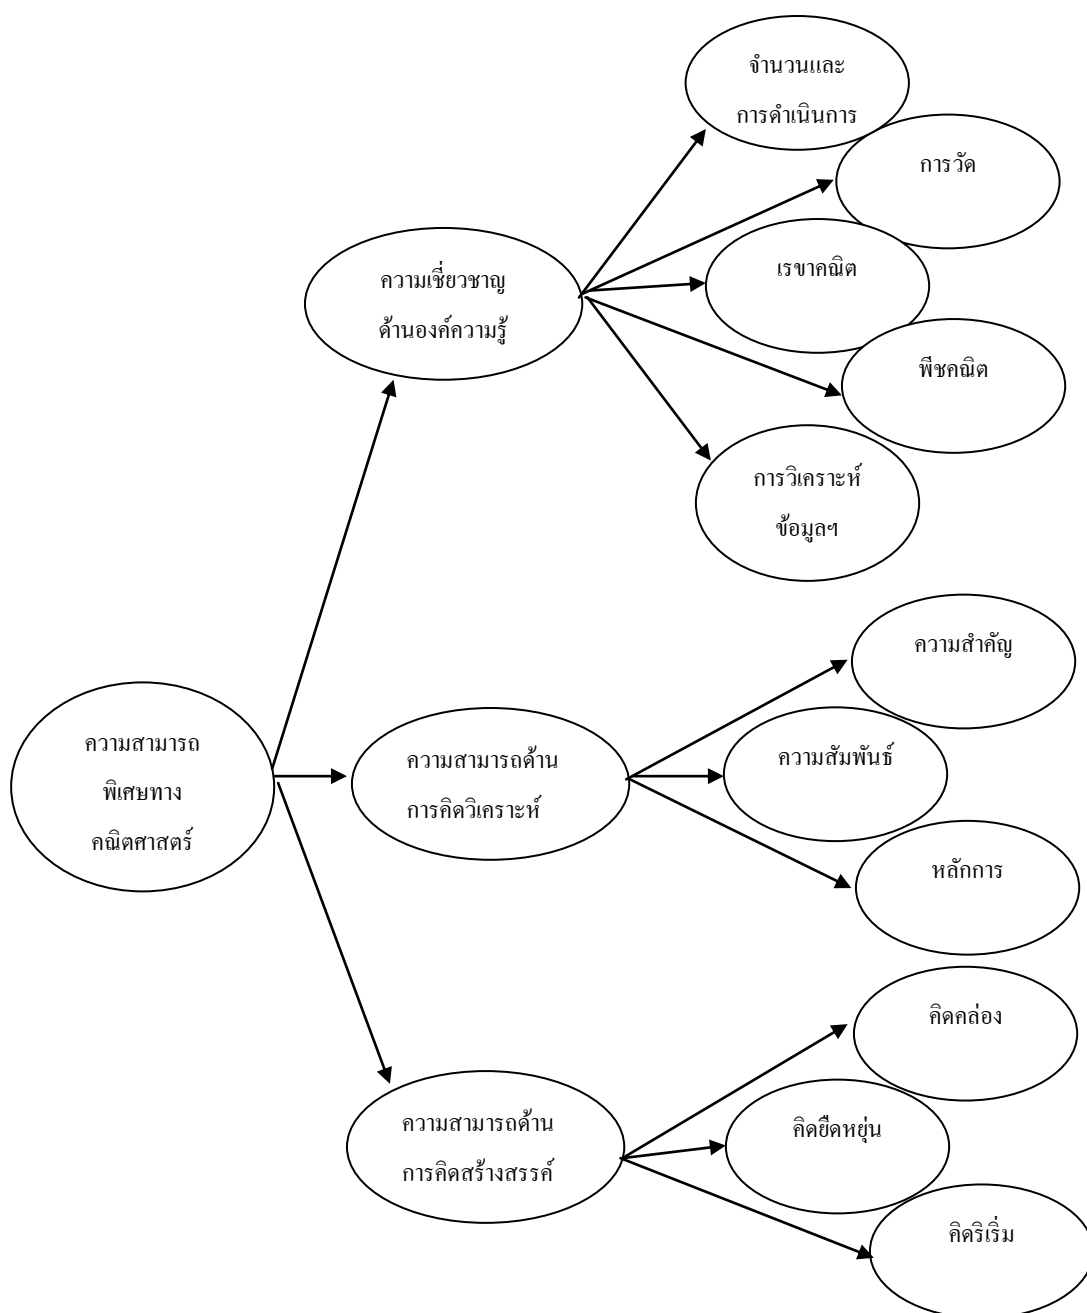 จำนวนและ
การดำเนินการ
การวัด
เรขาคณิต
พีชคณิต
การวิเคราะห์
ข้อมูลฯ
ความเชี่ยวชาญ
ด้านองค์ความรู้
ความสามารถ
พิเศษทาง
คณิตศาสตร์
ความสามารถด้าน
การคิดวิเคราะห์
ความสำคัญ
ความสัมพันธ์
หลักการ
ความสามารถด้าน
การคิดสร้างสรรค์
คิดคล่อง
คิดยืดหยุ่น
คิดริเริ่ม